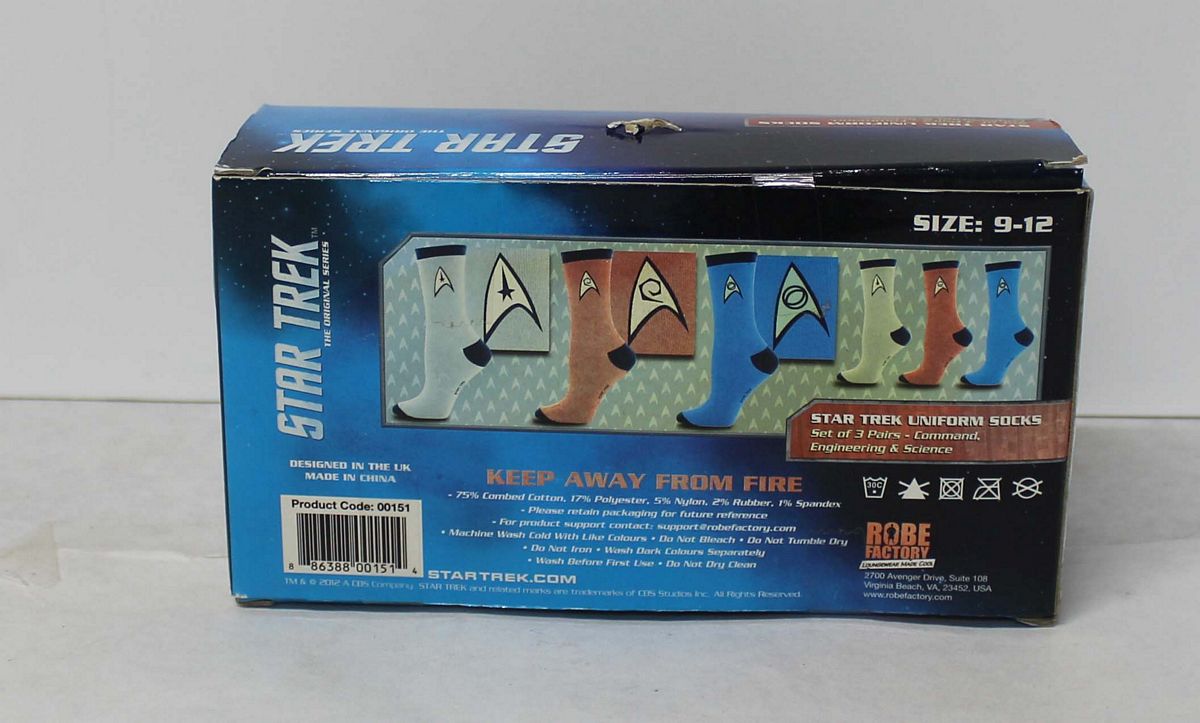 STAR TREK
THE ORIGINAL SERIES
STAR TREK UNIFORM SOCKS
SIZE: 9-12
STAR TREK™
THE ORIGINAL SERIES
STAR TREK UNIFORM SOCKS
Set of 3 Pairs - Command,
Engineering & Science
DESIGNED IN THE UK
MADE IN CHINA
KEEP AWAY FROM FIRE
- 75% Combed Cotton, 17% Polyester, 5% Nylon, 2% Rubber, 1% Spandex
- Please retain packaging for future reference
- For product support contact: support@robefactory.com
• Machine Wash Cold With Like Colours • Do Not Bleach • Do Not Tumble Dry
• Do Not Iron • Wash Dark Colours Separately
• Wash Before First Use • Do Not Dry Clean
30C
Product Code: 00151
8 86388 00151 4
STARTREK.COM
TM & © 2012 A CBS Company. STAR TREK and related marks are trademarks of CBS Studios Inc. All Rights Reserved.
ROBE
FACTORY
LOUNGEWEAR MADE COOL
2700 Avenger Drive, Suite 108
Virginia Beach, VA, 23452, USA
www.robefactory.com